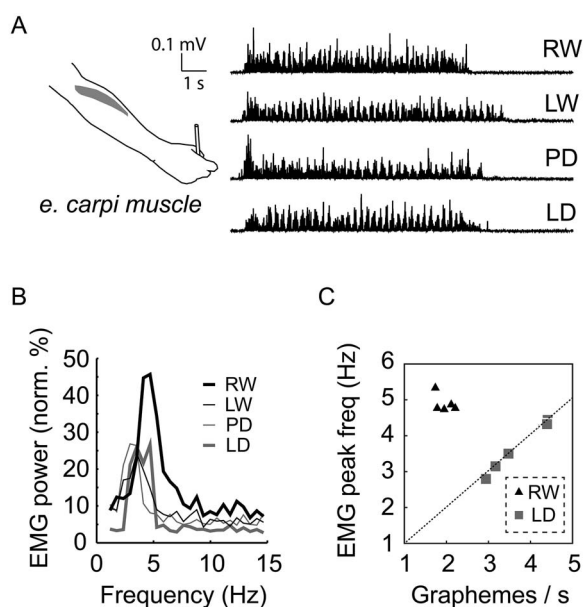 A
0.1 mV
1 s
e. carpi muscle
RW
LW
PD
LD
B
EMG power (norm. %)
50
40
30
20
10
0
0 5 10 15
Frequency (Hz)
RW
LW
PD
LD
C
EMG peak freq (Hz)
6
5
4
3
2
1
1 2 3 4 5
Graphemes / s
RW
LD